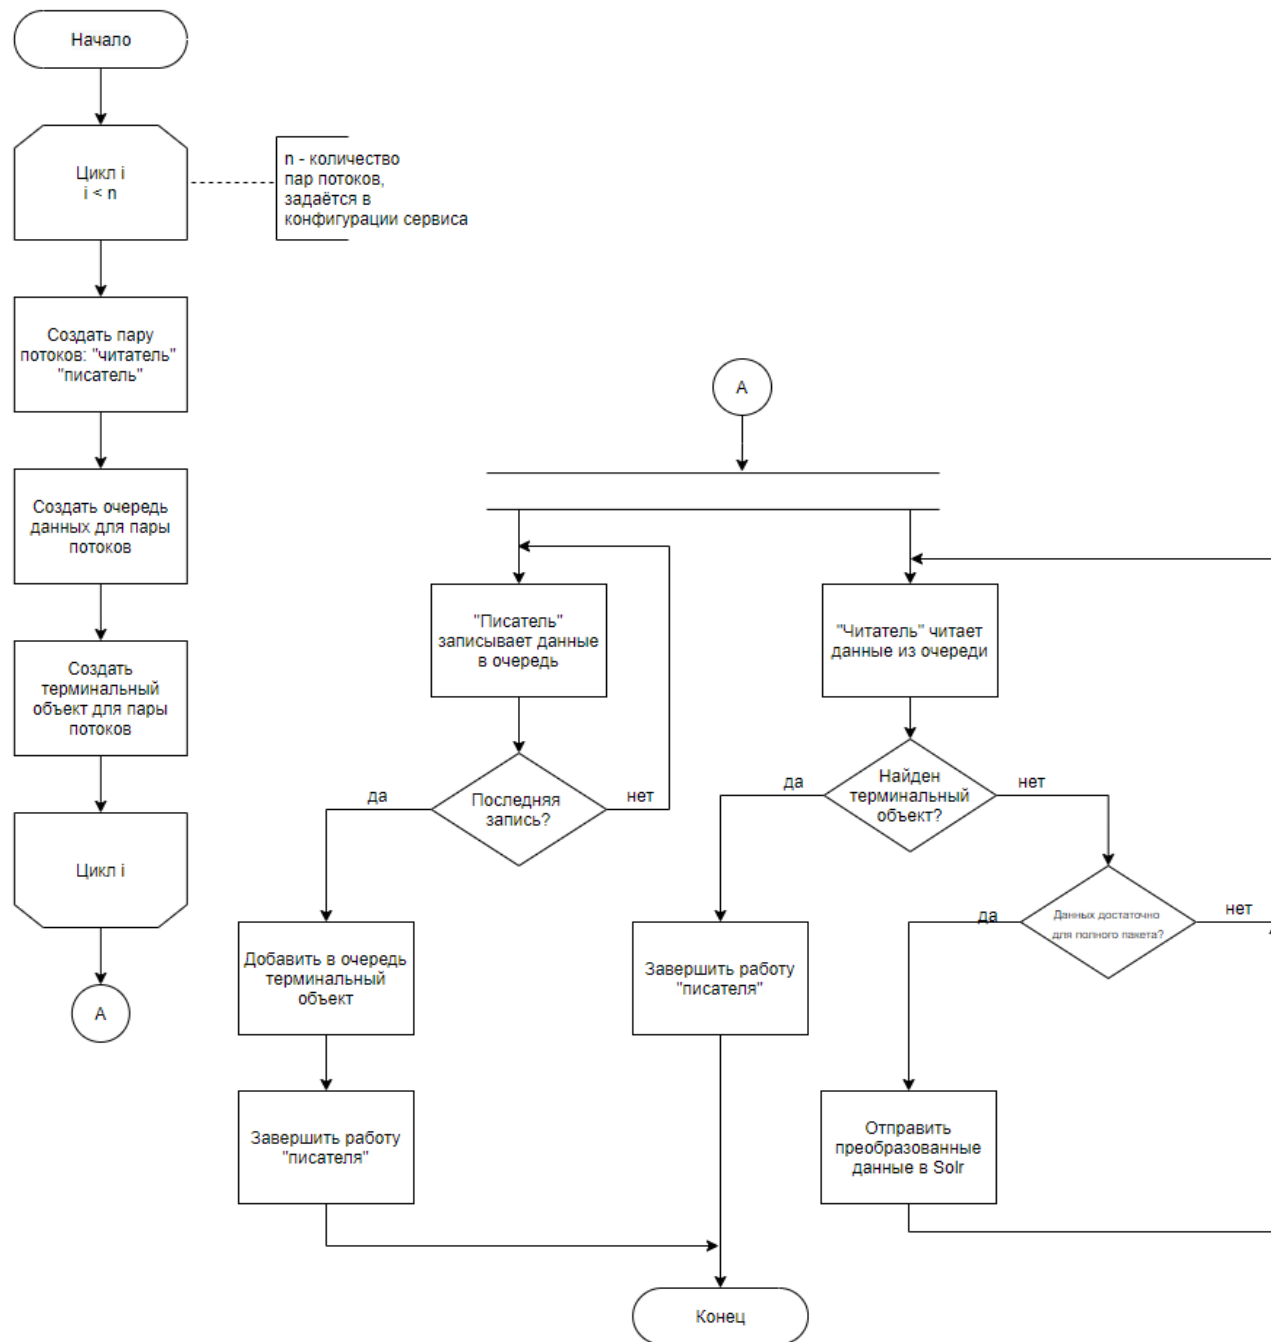 Начало
Цикл i
i < n
n - количество
пар потоков,
задаётся в
конфигурации сервиса
Создать пару
потоков: "читатель"
"писатель"
Создать очередь
данных для пары
потоков
Создать
терминальный
объект для пары
потоков
Цикл i
А
А
"Писатель"
записывает данные
в очередь
Последняя
запись?
да
нет
Добавить в очередь
терминальный
объект
Завершить работу
"писателя"
"Читатель" читает
данные из очереди
Найден
терминальный
объект?
да
нет
Завершить работу
"писателя"
Данных достаточно
для полного пакета?
да
нет
Отправить
преобразованные
данные в Solr
Конец